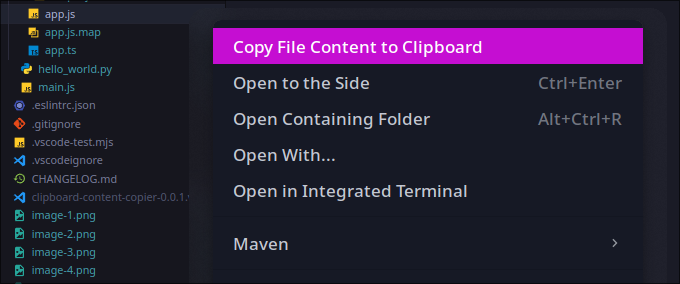 app.js
app.js.map
app.ts
hello_world.py
main.js
.eslintrc.json
.gitignore
.vscode-test.mjs
.vscodeignore
CHANGELOG.md
clipboard-content-copier-0.0.1.
image-1.png
image-2.png
image-3.png
image-4.png
Copy File Content to Clipboard
Open to the Side Ctrl+Enter
Open Containing Folder Alt+Ctrl+R
Open With...
Open in Integrated Terminal
Maven